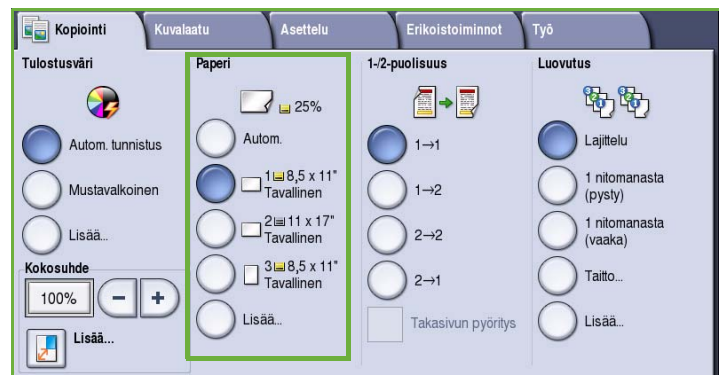 Kopiointi
Kuvalaatu
Asettelu
Erikoistoiminnot
Työ
Tulostusväri
Autom. tunnistus
Mustavalkoinen
Lisää...
Kokosuhde
100%
Lisää...
Paperi
25%
Autom.
1 8,5 x 11"
Tavallinen
2 11 x 17"
Tavallinen
3 8,5 x 11"
Tavallinen
Lisää...
1-/2-puolisuus
1→1
1→2
2→2
2→1
Takasivun pyöritys
Luovutus
Lajittelu
1 nitomanasta
(pysty)
1 nitomanasta
(vaaka)
Taitto...
Lisää...